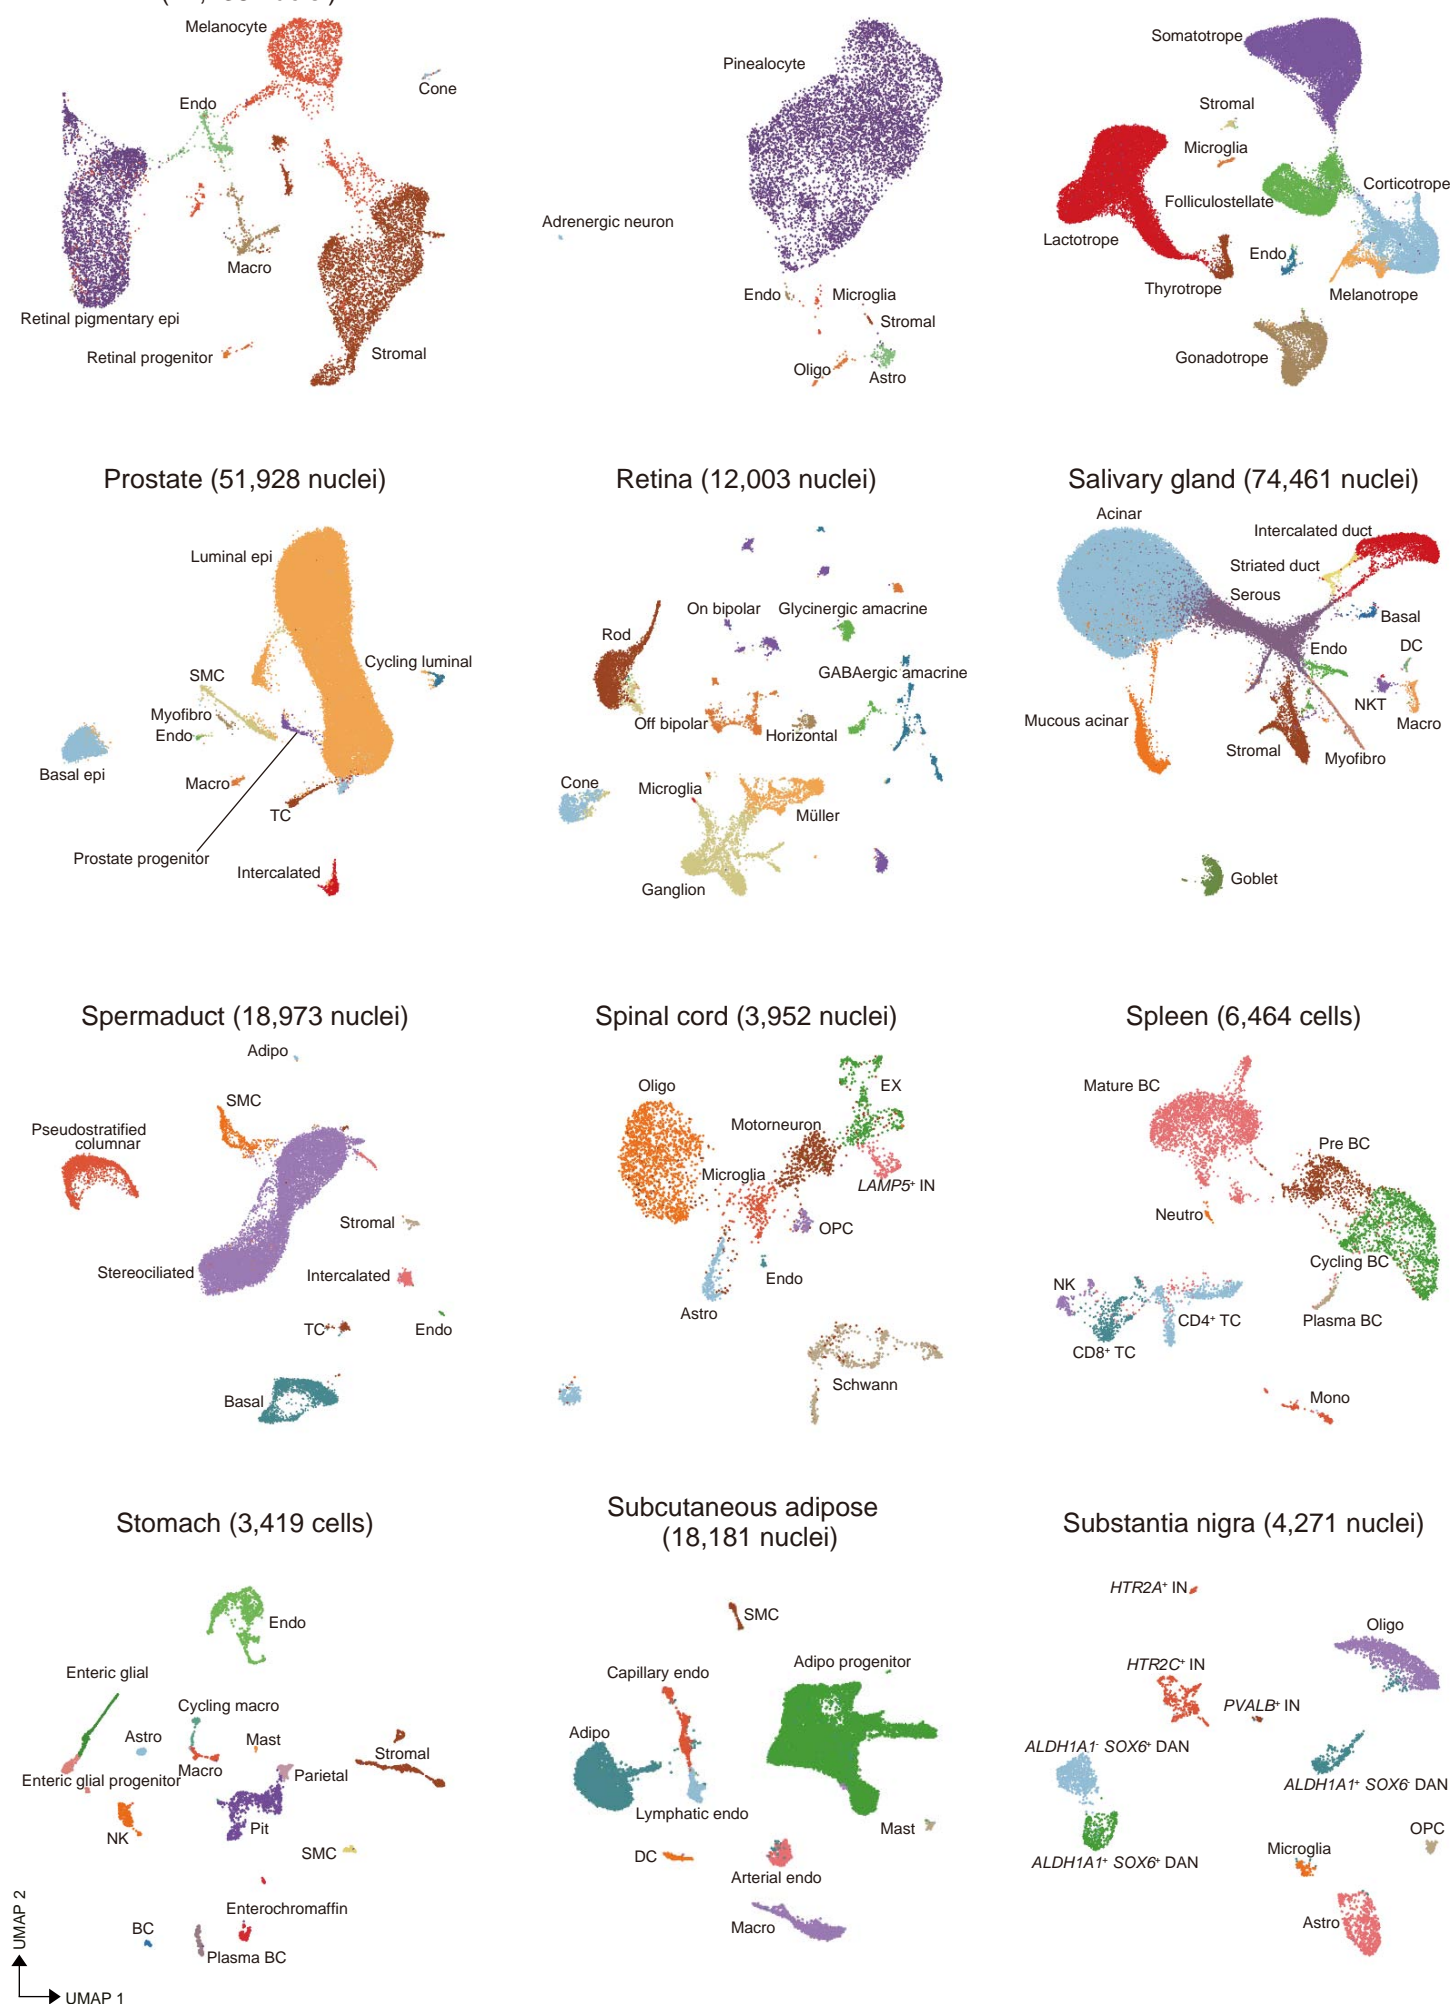 Melanocyte
Cone
Endo
Macro
Retinal pigmentary epi
Retinal progenitor
Stromal
Pinealocyte
Adrenergic neuron
Endo
Microglia
Stromal
Oligo
Astro
Somatotrope
Stromal
Microglia
Folliculostellate
Corticotrope
Lactotrope
Endo
Thyrotrope
Melanotrope
Gonadotrope
Prostate (51,928 nuclei)
Luminal epi
Cycling luminal
SMC
Myofibro
Endo
Basal epi
Macro
TC
Prostate progenitor
Intercalated
Retina (12,003 nuclei)
On bipolar
Glycinergic amacrine
Rod
GABAergic amacrine
Off bipolar
Horizontal
Cone
Microglia
Müller
Ganglion
Salivary gland (74,461 nuclei)
Acinar
Intercalated duct
Striated duct
Serous
Basal
Endo
DC
NKT
Macro
Mucous acinar
Stromal
Myofibro
Goblet
Spermaduct (18,973 nuclei)
Adipo
SMC
Pseudostratified
columnar
Stromal
Stereociliated
Intercalated
TC
Endo
Basal
Spinal cord (3,952 nuclei)
Oligo
EX
Motorneuron
Microglia
LAMP5+ IN
OPC
Endo
Astro
Schwann
Spleen (6,464 cells)
Mature BC
Pre BC
Neutro
Cycling BC
NK
CD4+ TC
Plasma BC
CD8+ TC
Mono
Stomach (3,419 cells)
Endo
Enteric glial
Cycling macro
Astro
Mast
Stromal
Macro
Enteric glial progenitor
Parietal
NK
Pit
SMC
Enterochromaffin
BC
Plasma BC
Subcutaneous adipose
(18,181 nuclei)
SMC
Capillary endo
Adipo progenitor
Adipo
Lymphatic endo
Mast
DC
Arterial endo
Macro
Substantia nigra (4,271 nuclei)
HTR2A+ IN
Oligo
HTR2C+ IN
PVALB+ IN
ALDH1A1- SOX6+ DAN
ALDH1A1+ SOX6- DAN
OPC
Microglia
ALDH1A1+ SOX6+ DAN
Astro
UMAP 2
UMAP 1